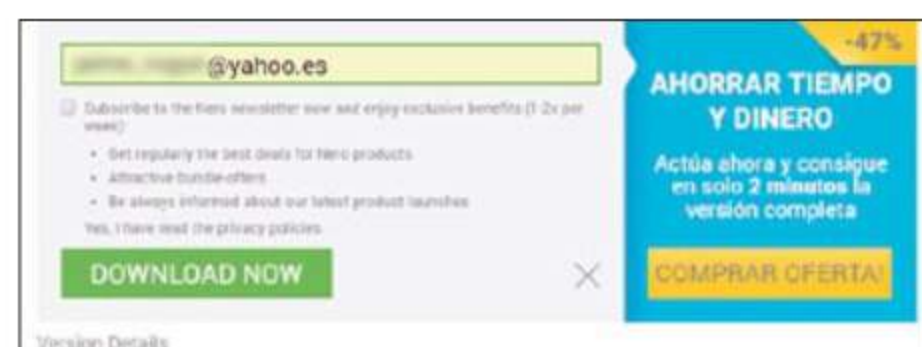 @yahoo.es
Subscribe to the Nero newsletter now and enjoy exclusive benefits (1-2x per
week):
• Get regularly the best deals for Nero products
• Attractive bundle-offers
• Be always informed about our latest product launches
Yes, I have read the privacy policies.
DOWNLOAD NOW
-47%
AHORRAR TIEMPO
Y DINERO
Actúa ahora y consigue
en solo 2 minutos la
versión completa
COMPRAR OFERTA!
Version Details